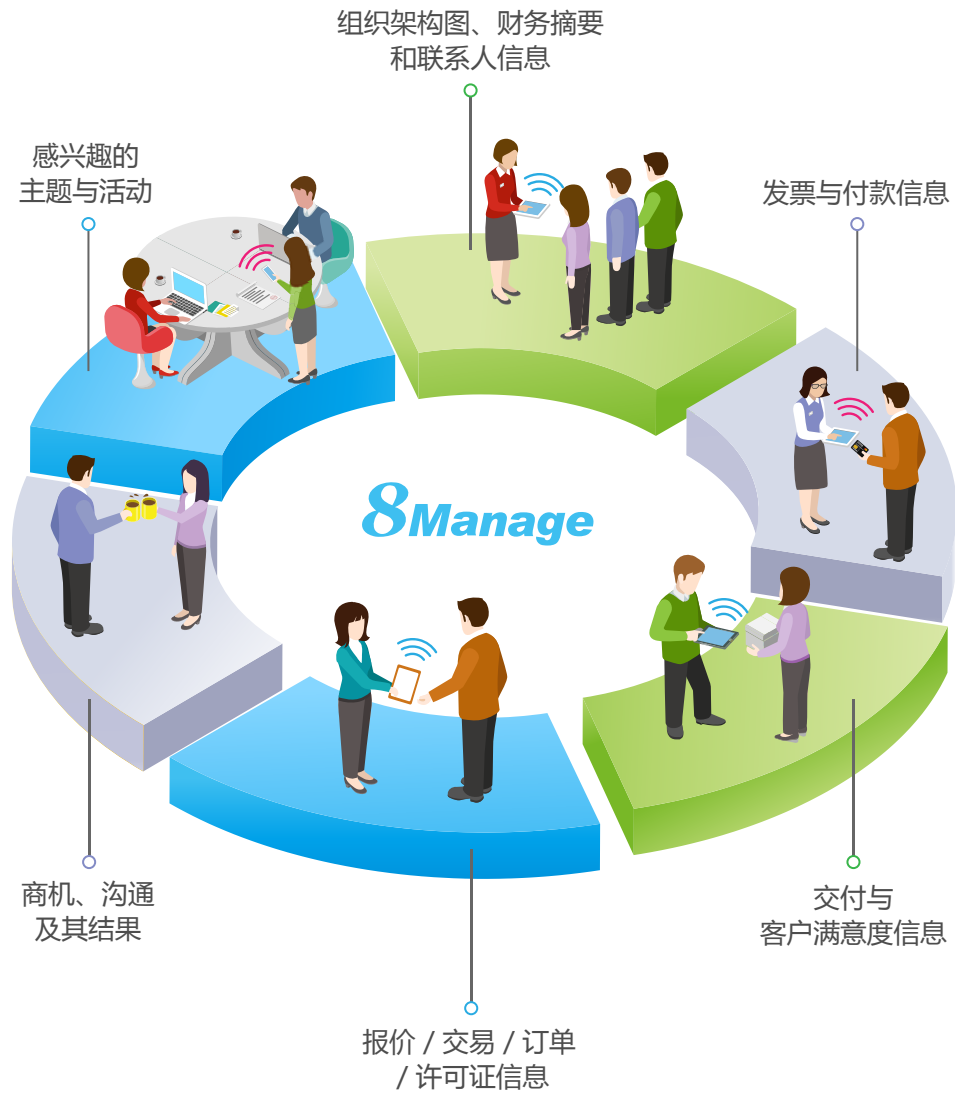 组织架构图、财务摘要
和联系人信息
感兴趣的
主题与活动
发票与付款信息
8Manage
商机、沟通
及其结果
交付与
客户满意度信息
报价 / 交易 / 订单
/ 许可证信息